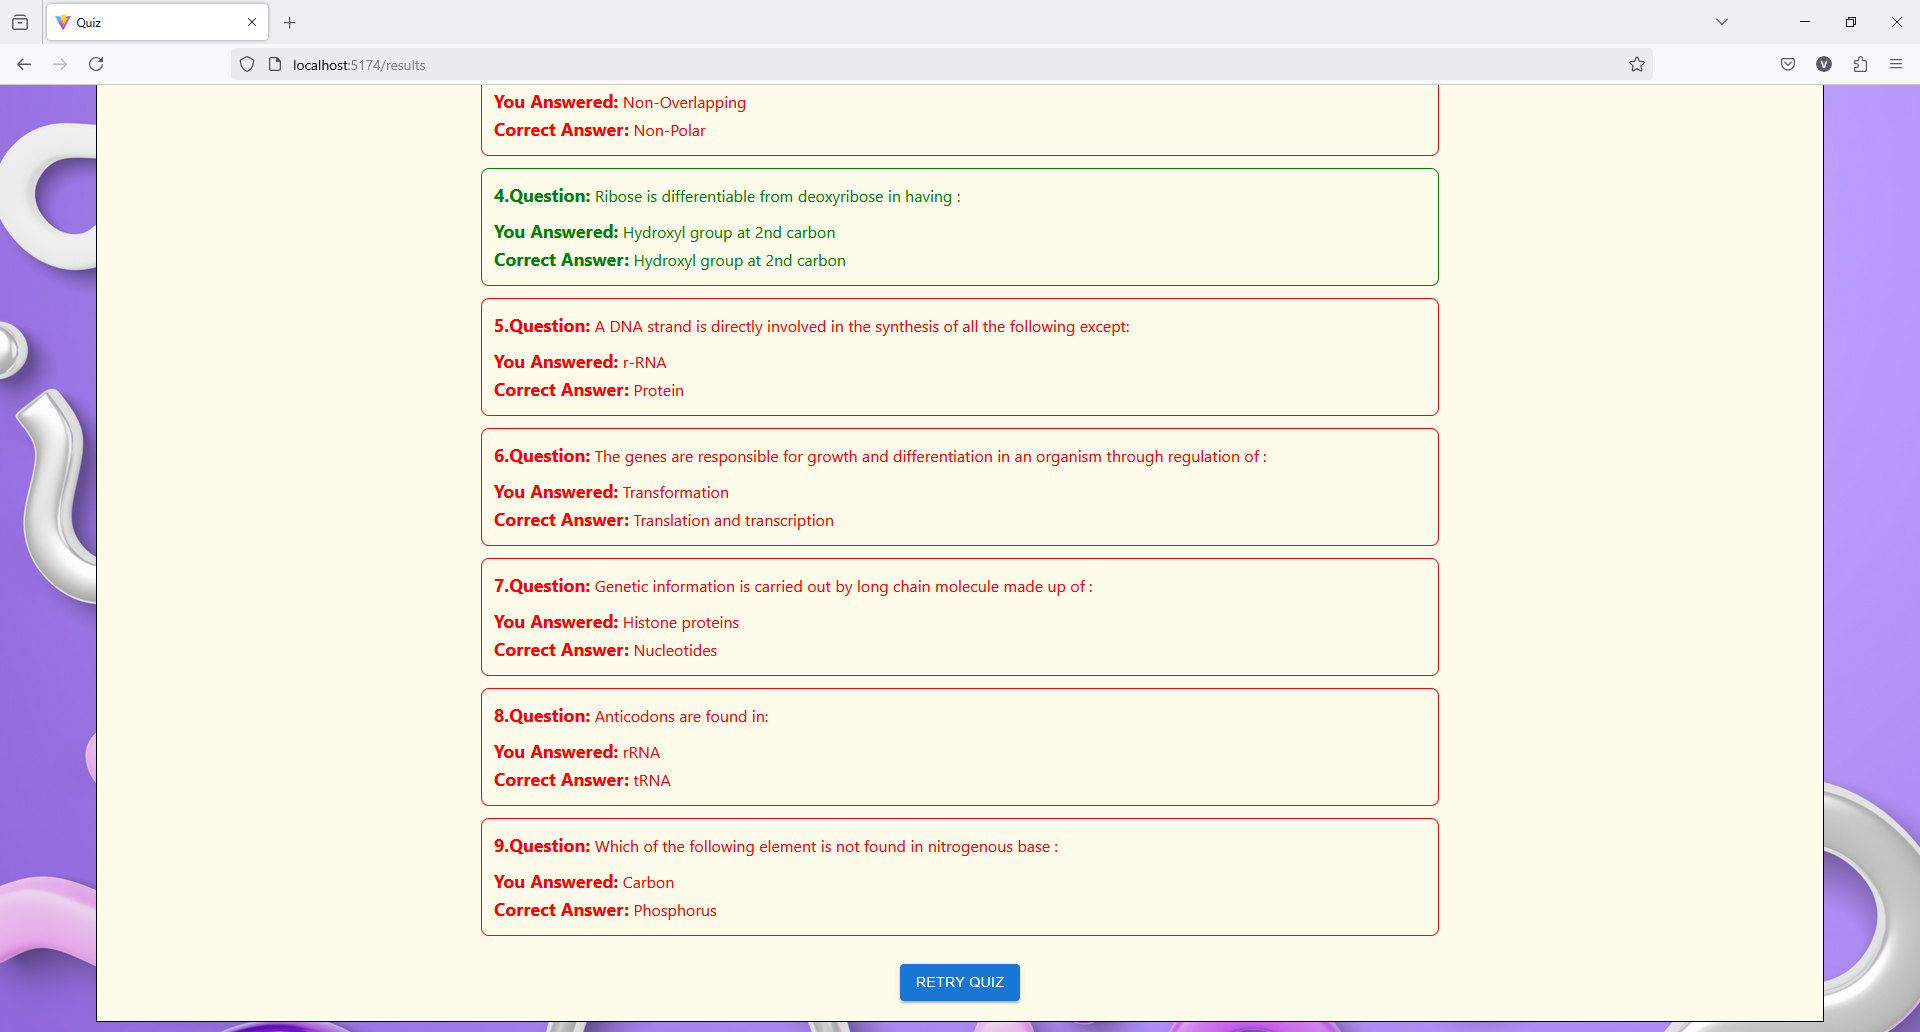 Quiz
localhost:5174/results
V
You Answered: Non-Overlapping
Correct Answer: Non-Polar
4.Question: Ribose is differentiable from deoxyribose in having :
You Answered: Hydroxyl group at 2nd carbon
Correct Answer: Hydroxyl group at 2nd carbon
5.Question: A DNA strand is directly involved in the synthesis of all the following except:
You Answered: r-RNA
Correct Answer: Protein
6.Question: The genes are responsible for growth and differentiation in an organism through regulation of :
You Answered: Transformation
Correct Answer: Translation and transcription
7.Question: Genetic information is carried out by long chain molecule made up of :
You Answered: Histone proteins
Correct Answer: Nucleotides
8.Question: Anticodons are found in:
You Answered: rRNA
Correct Answer: tRNA
9.Question: Which of the following element is not found in nitrogenous base :
You Answered: Carbon
Correct Answer: Phosphorus
RETRY QUIZ